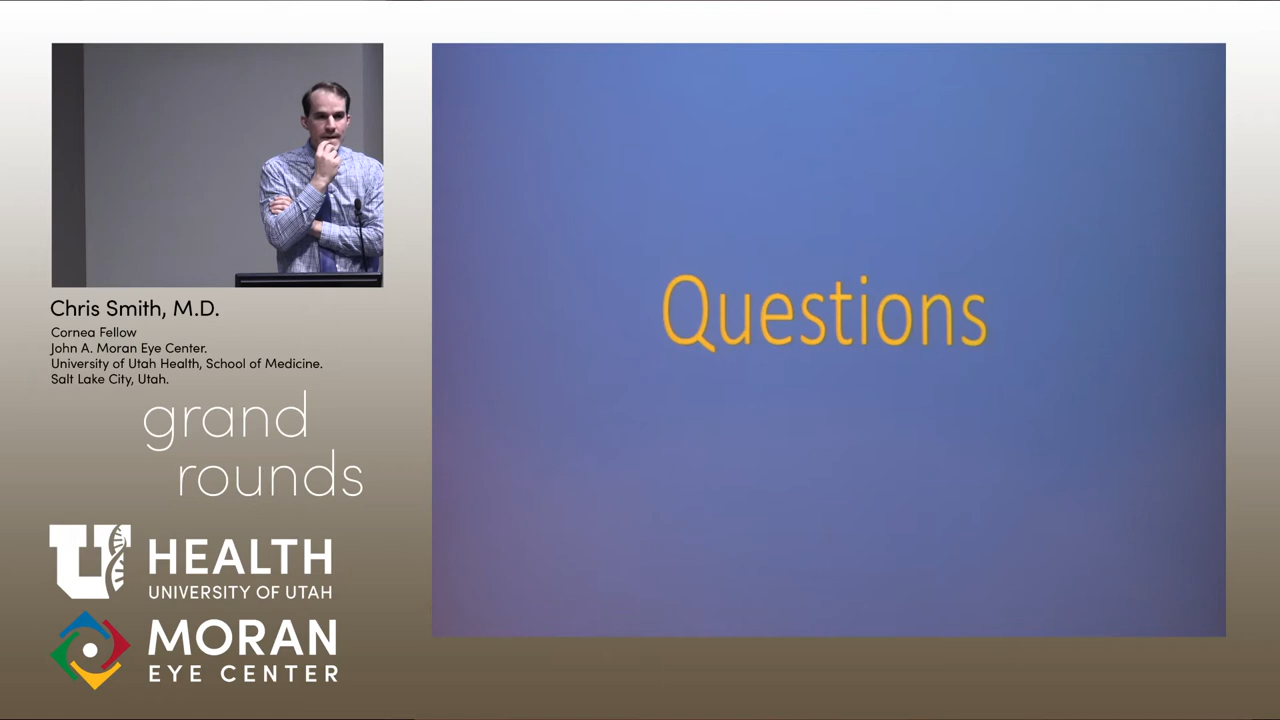 Chris Smith, M.D.
Cornea Fellow
John A. Moran Eye Center.
University of Utah Health, School of Medicine.
Salt Lake City, Utah.
grand
rounds
U HEALTH
UNIVERSITY OF UTAH
MORAN
EYE CENTER
Questions